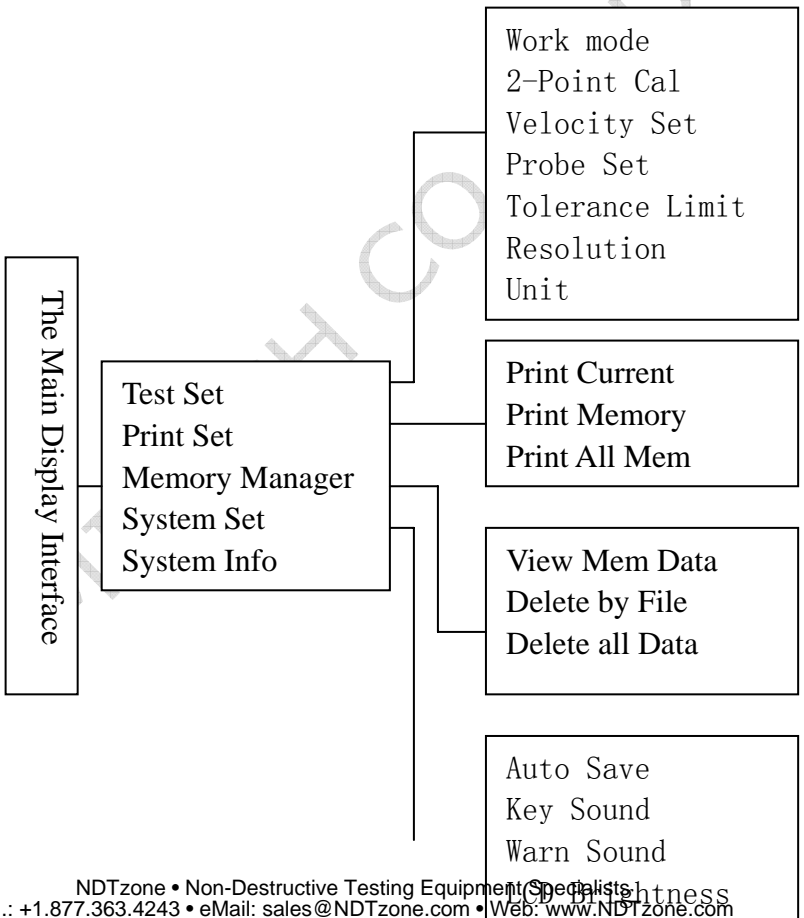 The Main Display Interface
Test Set
Print Set
Memory Manager
System Set
System Info
Work mode
2-Point Cal
Velocity Set
Probe Set
Tolerance Limit
Resolution
Unit
Print Current
Print Memory
Print All Mem
View Mem Data
Delete by File
Delete all Data
Auto Save
Key Sound
Warn Sound
LCD Brightness
NDTzone • Non-Destructive Testing Equipment Specialists
.: +1.877.363.4243 • eMail: sales@NDTzone.com • Web: www.NDTzone.com